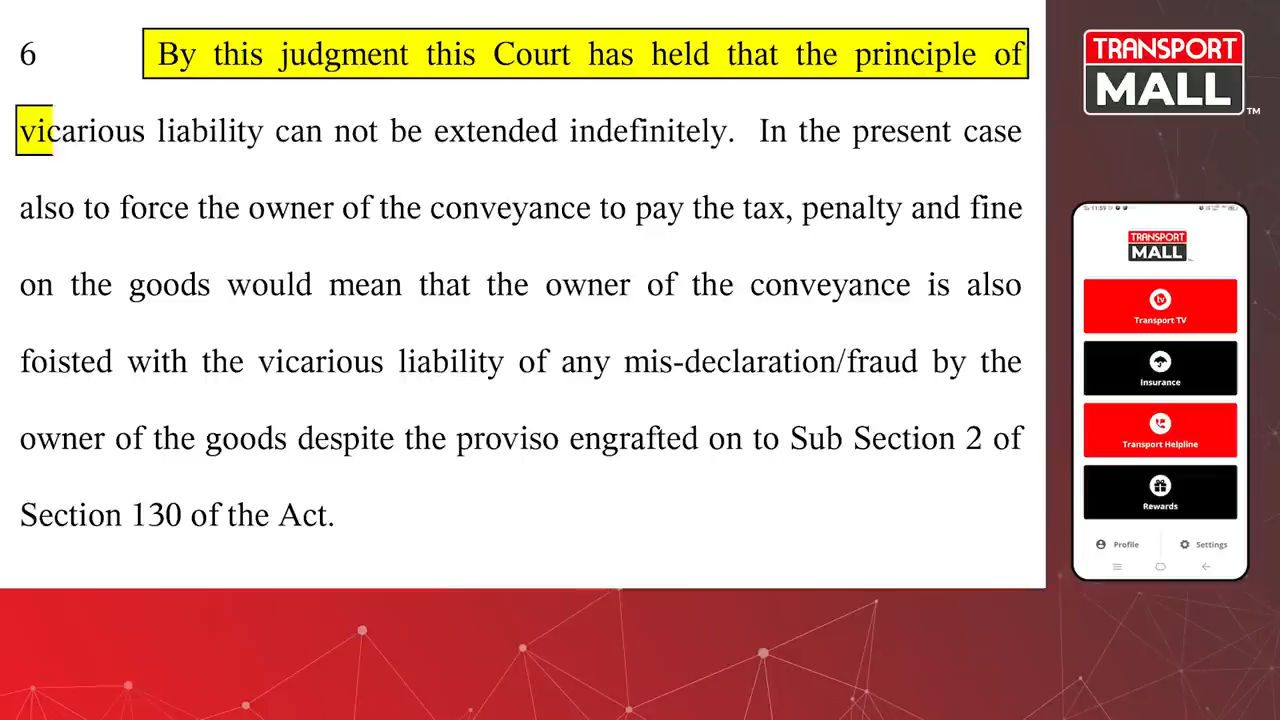 6 By this judgment this Court has held that the principle of
vicarious liability can not be extended indefinitely. In the present case
also to force the owner of the conveyance to pay the tax, penalty and fine
on the goods would mean that the owner of the conveyance is also
foisted with the vicarious liability of any mis-declaration/fraud by the
owner of the goods despite the proviso engrafted on to Sub Section 2 of
Section 130 of the Act.
TRANSPORT
MALL
TM
11:59
TRANSPORT
MALL
tv
Transport TV
Insurance
Transport Helpline
Rewards
Profile Settings